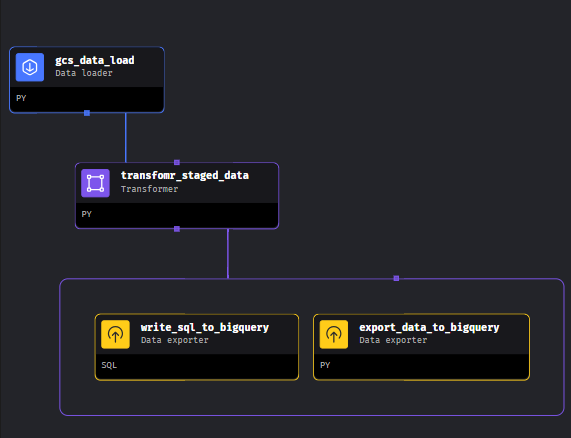 gcs_data_load
Data loader
PY
transfomr_staged_data
Transformer
PY
write_sql_to_bigquery
Data exporter
SQL
export_data_to_bigquery
Data exporter
PY